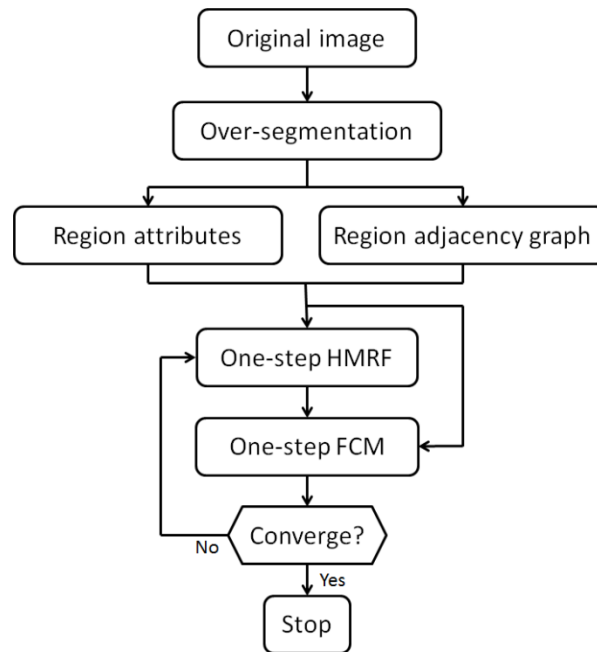 Original image
Over-segmentation
Region attributes
Region adjacency graph
One-step HMRF
One-step FCM
Converge?
No
Yes
Stop